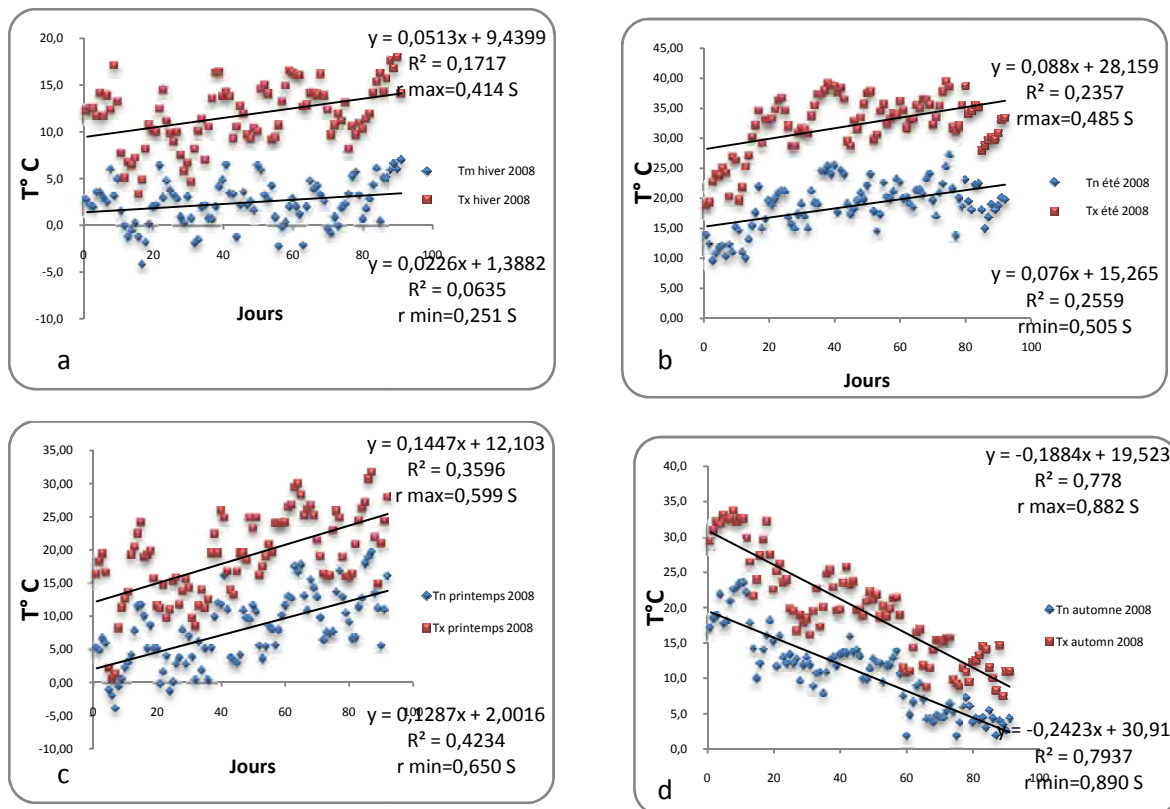 20,0
15,0
10,0
5,0
0,0
-5,0
-10,0
0 20 40 60 80 100
T° C
Jours
y = 0,0513x + 9,4399
R² = 0,1717
r max=0,414 S
Tm hiver 2008
Tx hiver 2008
y = 0,0226x + 1,3882
R² = 0,0635
r min=0,251 S
a
45,00
40,00
35,00
30,00
25,00
20,00
15,00
10,00
5,00
0,00
0 20 40 60 80 100
T° C
Jours
y = 0,088x + 28,159
R² = 0,2357
rmax=0,485 S
Tn été 2008
Tx été 2008
y = 0,076x + 15,265
R² = 0,2559
rmin=0,505 S
b
35,00
30,00
25,00
20,00
15,00
10,00
5,00
0,00
-5,00
-10,00
0 20 40 60 80 100
T° C
Jours
y = 0,1447x + 12,103
R² = 0,3596
r max=0,599 S
Tn printemps 2008
Tx printemps 2008
y = 0,1287x + 2,0016
R² = 0,4234
r min=0,650 S
c
40,0
35,0
30,0
25,0
20,0
15,0
10,0
5,0
0,0
0 20 40 60 80 100
T°C
Jours
y = -0,1884x + 19,523
R² = 0,778
r max=0,882 S
Tn automne 2008
Tx automn 2008
y = -0,2423x + 30,91
R² = 0,7937
r min=0,890 S
d